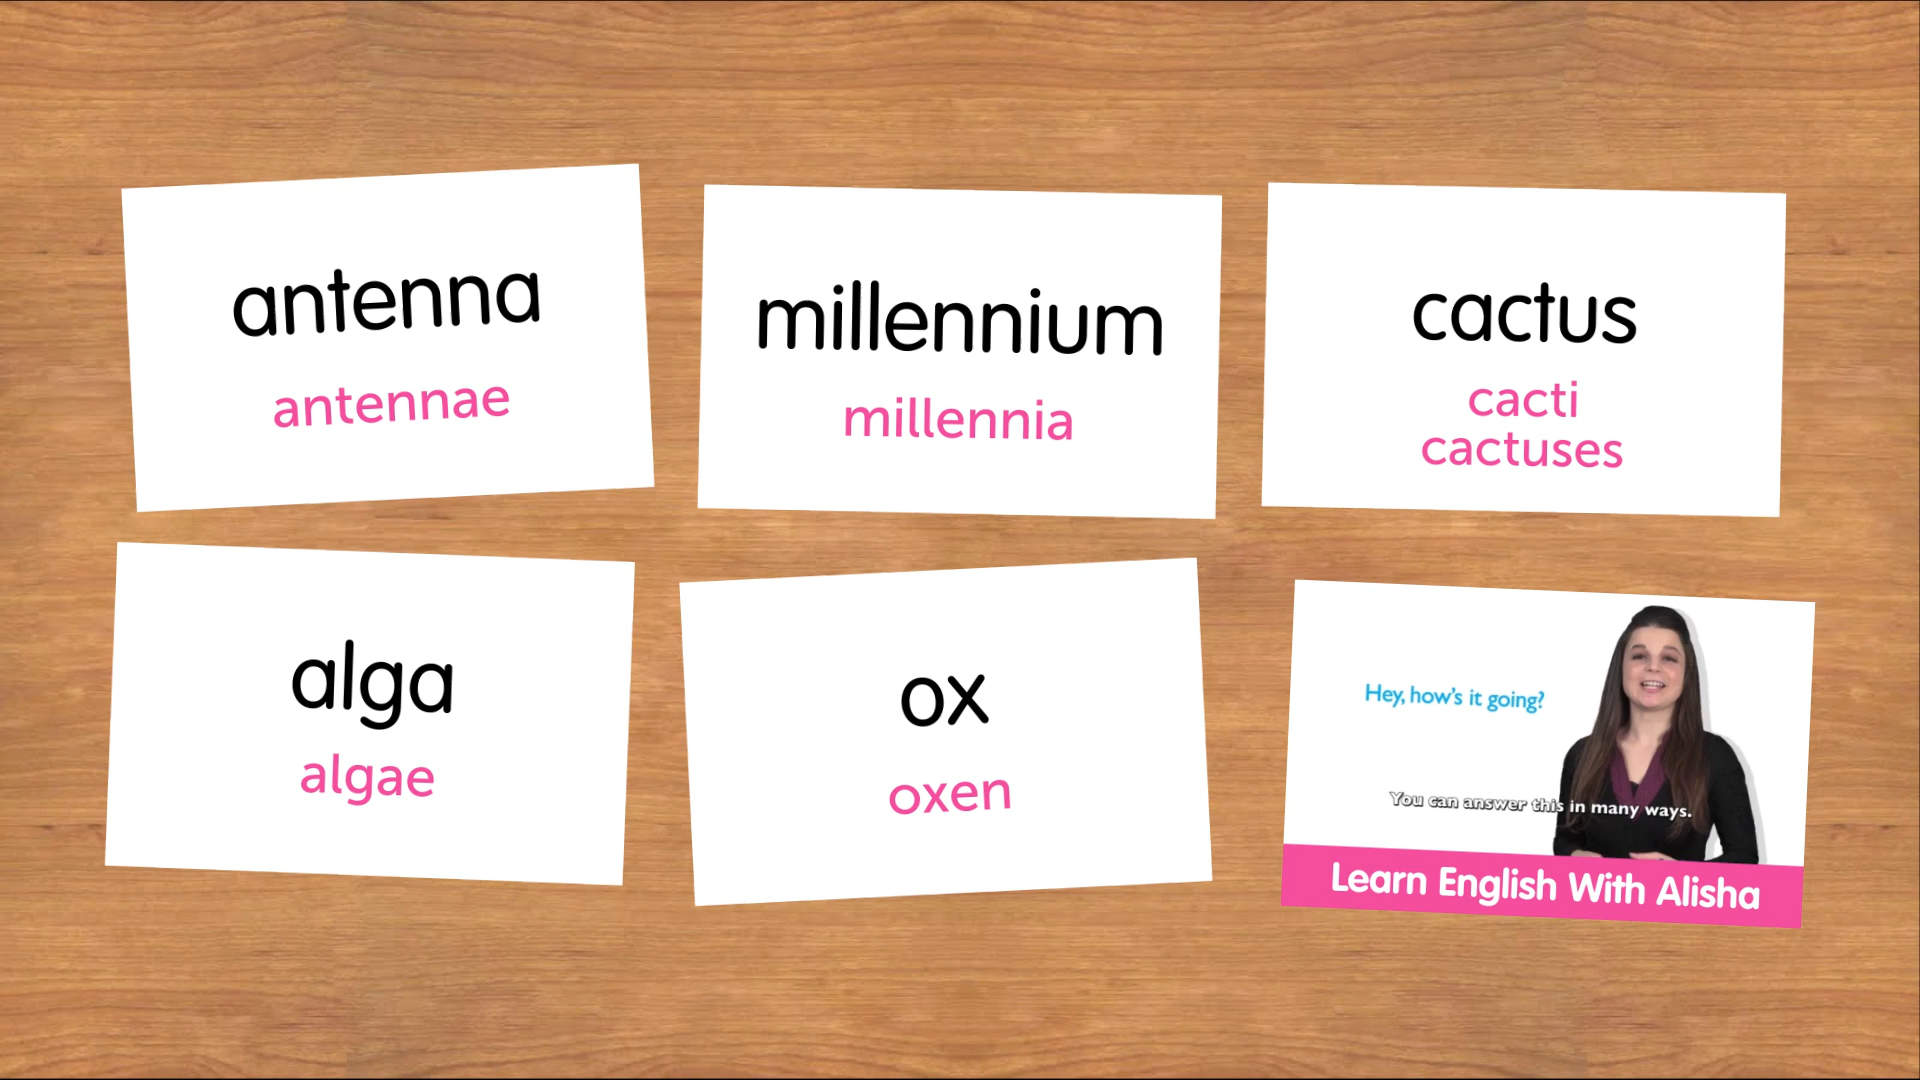 antenna
antennae
millennium
millennia
cactus
cacti
cactuses
alga
algae
ox
oxen
Hey, how's it going?
You can answer this in many ways.
Learn English With Alisha